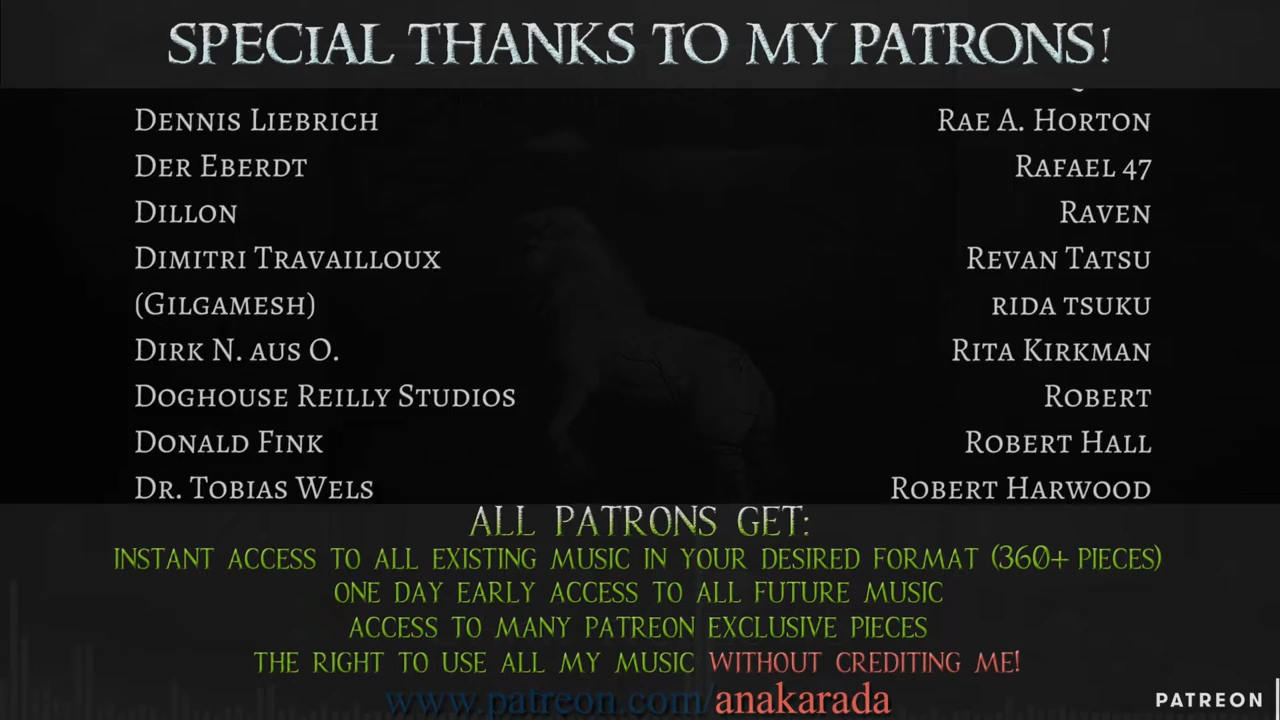 SPECIAL THANKS TO MY PATRONS!
DENNIS LIEBRICH
DER EBERDT
DILLON
DIMITRI TRAVAILLOUX
(GILGAMESH)
DIRK N. AUS O.
DOGHOUSE REILLY STUDIOS
DONALD FINK
DR. TOBIAS WELS
RAE A. HORTON
RAFAEL 47
RAVEN
REVAN TATSU
RIDA TSUKU
RITA KIRKMAN
ROBERT
ROBERT HALL
ROBERT HARWOOD
ALL PATRONS GET:
INSTANT ACCESS TO ALL EXISTING MUSIC IN YOUR DESIRED FORMAT (360+ PIECES)
ONE DAY EARLY ACCESS TO ALL FUTURE MUSIC
ACCESS TO MANY PATREON EXCLUSIVE PIECES
THE RIGHT TO USE ALL MY MUSIC WITHOUT CREDITING ME!
www.patreon.com/anakarada
PATREON